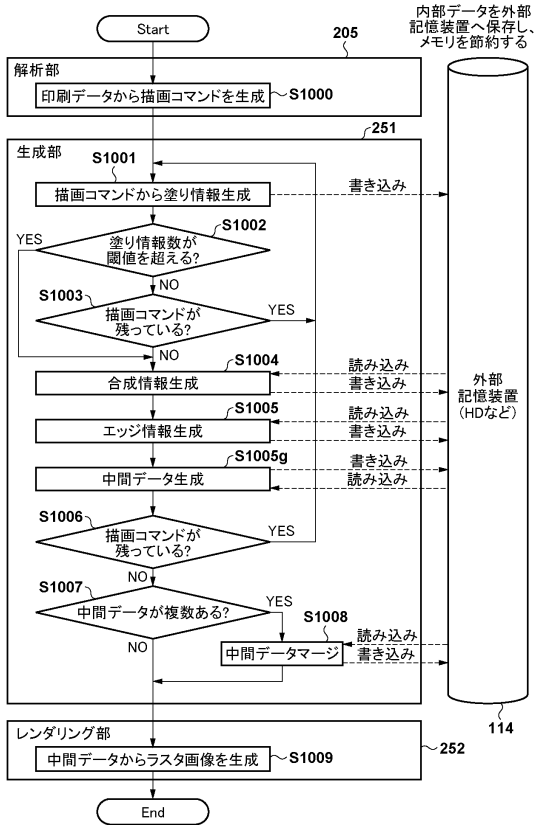 Start
内部データを外部
記憶装置へ保存し、
メモリを節約する
205
解析部
印刷データから描画コマンドを生成
S1000
251
生成部
S1001
描画コマンドから塗り情報生成
書き込み
S1002
YES
塗り情報数が
閾値を超える?
NO
S1003
YES
描画コマンドが
残っている?
NO
S1004
読み込み
合成情報生成
書き込み
外部
記憶装置
(HDなど)
S1005
読み込み
エッジ情報生成
書き込み
S1005g
書き込み
中間データ生成
読み込み
S1006
YES
描画コマンドが
残っている?
NO
S1007
YES
中間データが複数ある?
S1008
NO
読み込み
中間データマージ
書き込み
114
レンダリング部
252
中間データからラスタ画像を生成
S1009
End